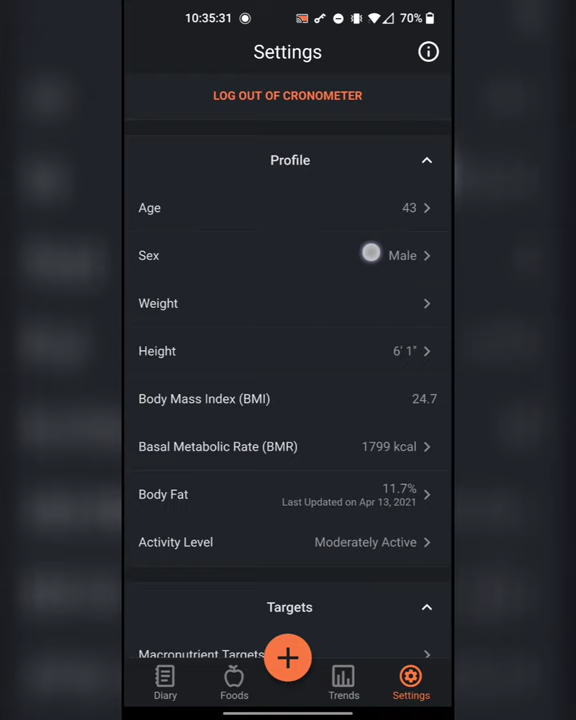 10:35:31 70%
Settings
LOG OUT OF CRONOMETER
Profile
Age 43
Sex Male
Weight
Height 6' 1"
Body Mass Index (BMI) 24.7
Basal Metabolic Rate (BMR) 1799 kcal
Body Fat 11.7%
Last Updated on Apr 13, 2021
Activity Level Moderately Active
Targets
Macronutrient Targets
Diary Foods Trends Settings